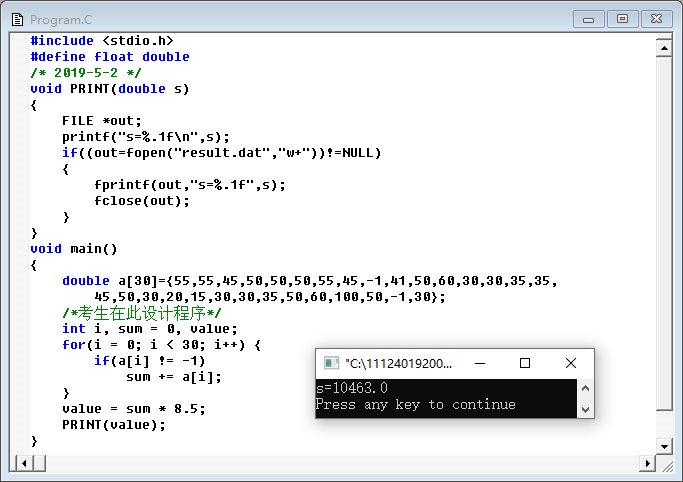 Program.C
#include <stdio.h>
#define float double
/* 2019-5-2 */
void PRINT(double s)
{
    FILE *out;
    printf("s=%.1f\n",s);
    if((out=fopen("result.dat","w+"))!=NULL)
    {
        fprintf(out,"s=%.1f",s);
        fclose(out);
    }
}
void main()
{
    double a[30]={55,55,45,50,50,50,55,45,-1,41,50,60,30,30,35,35,
        45,50,30,20,15,30,30,35,50,60,100,50,-1,30};
    /*考生在此设计程序*/
    int i, sum = 0, value;
    for(i = 0; i < 30; i++) {
        if(a[i] != -1)
            sum += a[i];
    }
    value = sum * 8.5;
    PRINT(value);
}
"C:\11124019200...
s=10463.0
Press any key to continue